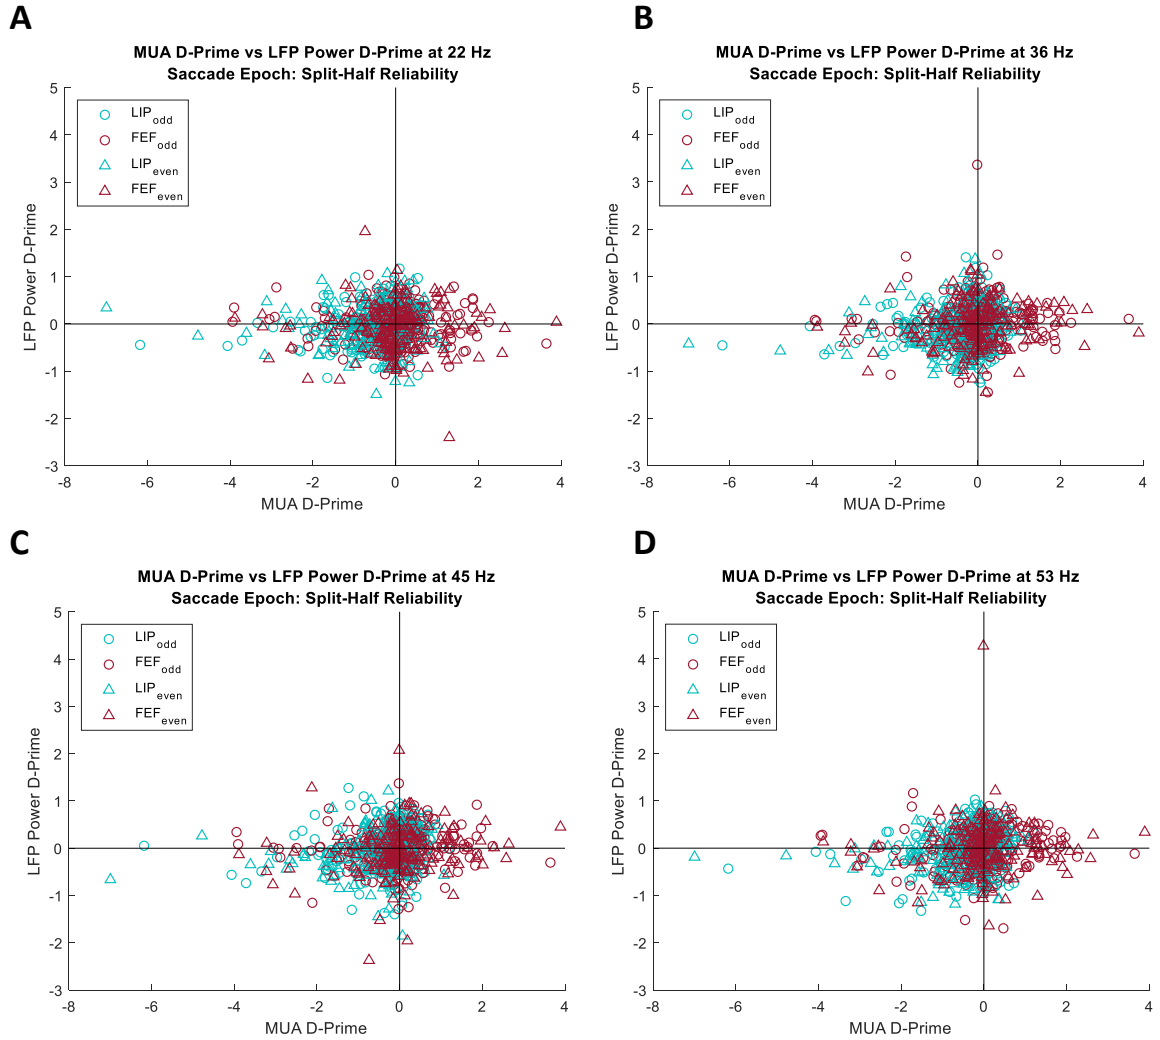 A
MUA D-Prime vs LFP Power D-Prime at 22 Hz
Saccade Epoch: Split-Half Reliability
LIP odd
FEF odd
LIP even
FEF even
5
4
3
2
1
0
-1
-2
-3
LFP Power D-Prime
-8 -6 -4 -2 0 2 4
MUA D-Prime
B
MUA D-Prime vs LFP Power D-Prime at 36 Hz
Saccade Epoch: Split-Half Reliability
LIP odd
FEF odd
LIP even
FEF even
5
4
3
2
1
0
-1
-2
-3
LFP Power D-Prime
-8 -6 -4 -2 0 2 4
MUA D-Prime
C
MUA D-Prime vs LFP Power D-Prime at 45 Hz
Saccade Epoch: Split-Half Reliability
LIP odd
FEF odd
LIP even
FEF even
5
4
3
2
1
0
-1
-2
-3
LFP Power D-Prime
-8 -6 -4 -2 0 2 4
MUA D-Prime
D
MUA D-Prime vs LFP Power D-Prime at 53 Hz
Saccade Epoch: Split-Half Reliability
LIP odd
FEF odd
LIP even
FEF even
5
4
3
2
1
0
-1
-2
-3
LFP Power D-Prime
-8 -6 -4 -2 0 2 4
MUA D-Prime